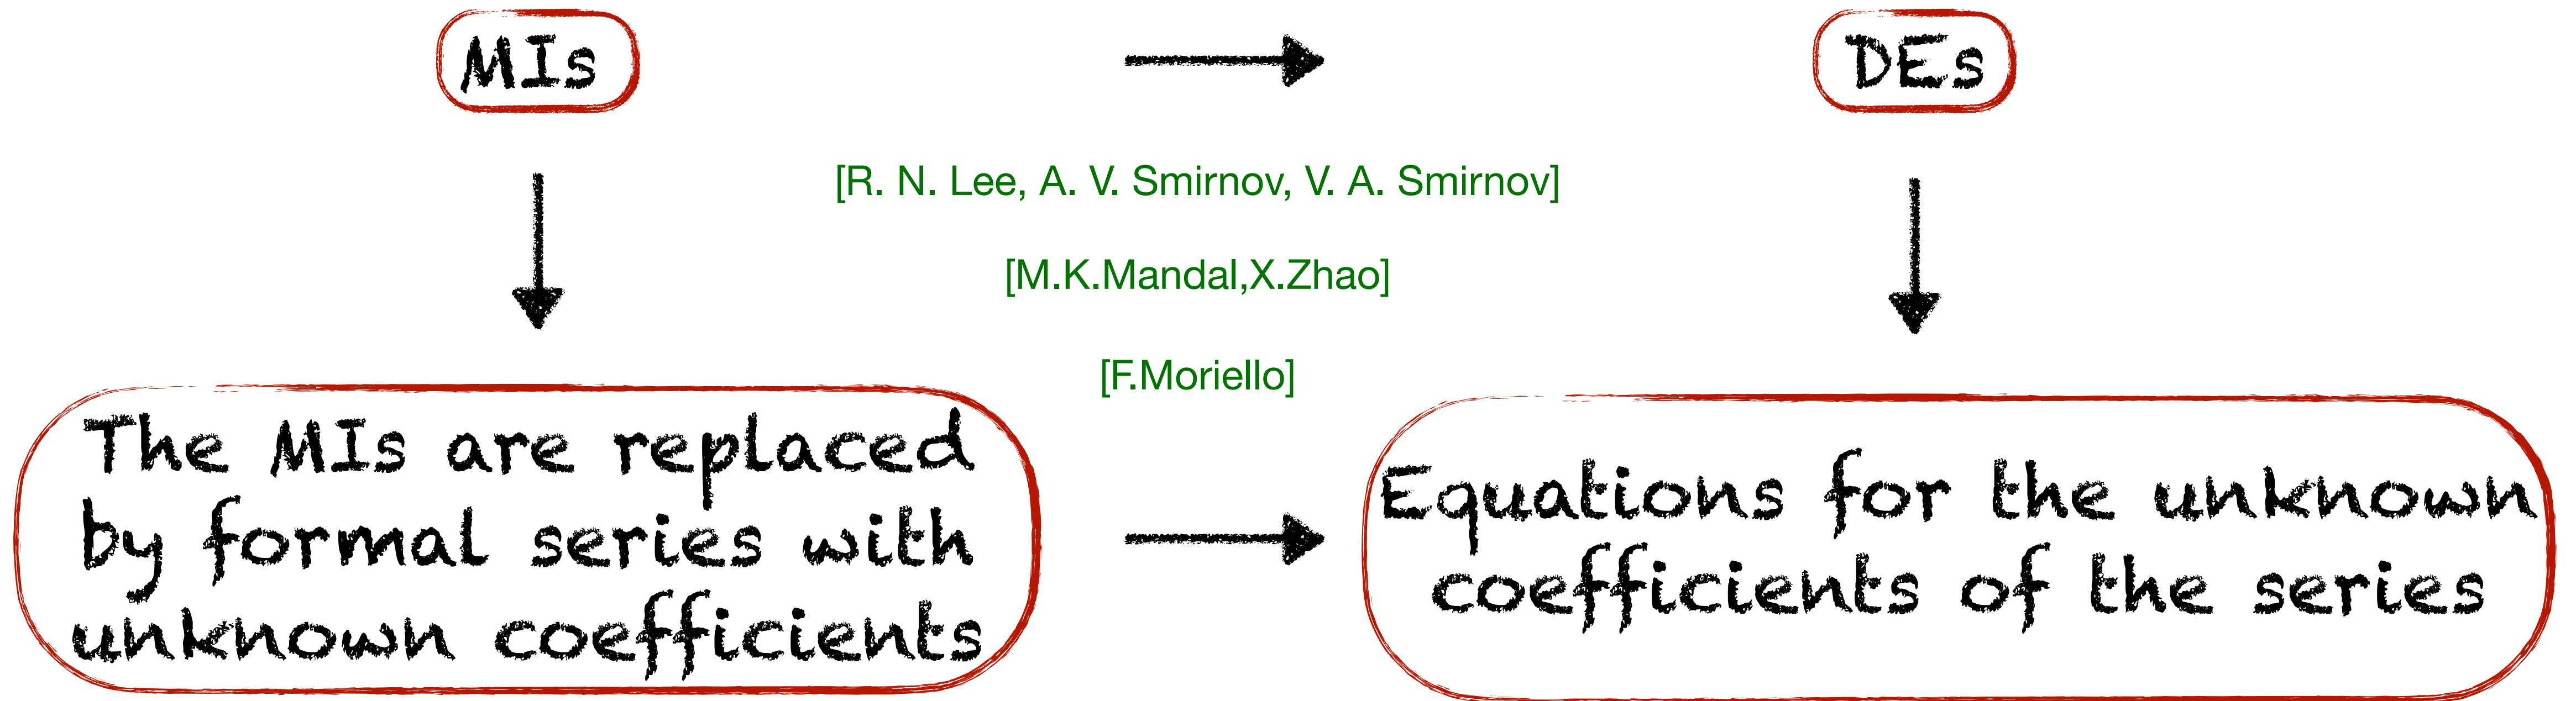 MIs
DEs
[R. N. Lee, A. V. Smirnov, V. A. Smirnov]
[M.K.Mandal,X.Zhao]
[F.Moriello]
The MIs are replaced
by formal series with
unknown coefficients
Equations for the unknown
coefficients of the series